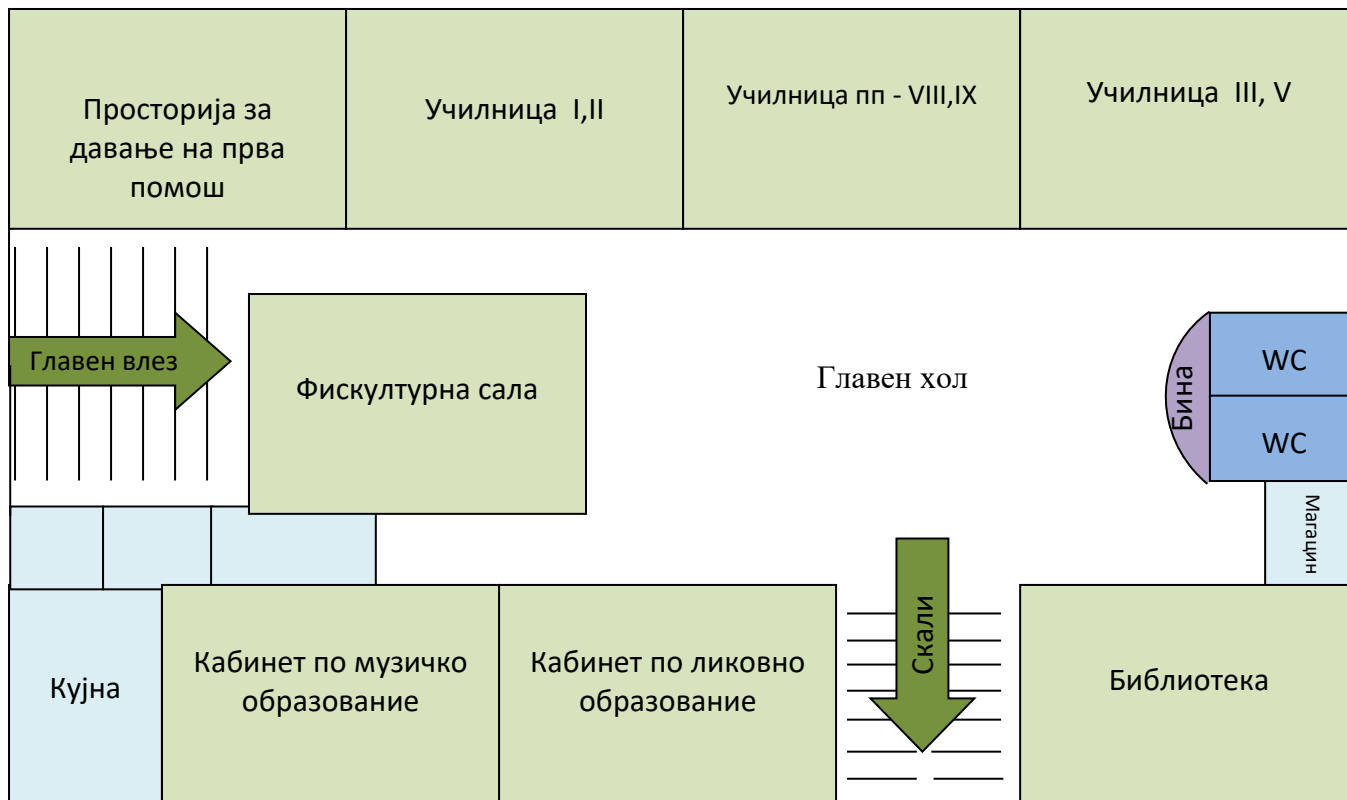 Просторија за
давање на прва
помош
Училница I,II
Училница пп - VIII,IX
Училница III, V
Главен влез
Фискултурна сала
Главен хол
Бина
WC
WC
Магацин
Скали
Кујна
Кабинет по музичко
образование
Кабинет по ликовно
образование
Библиотека